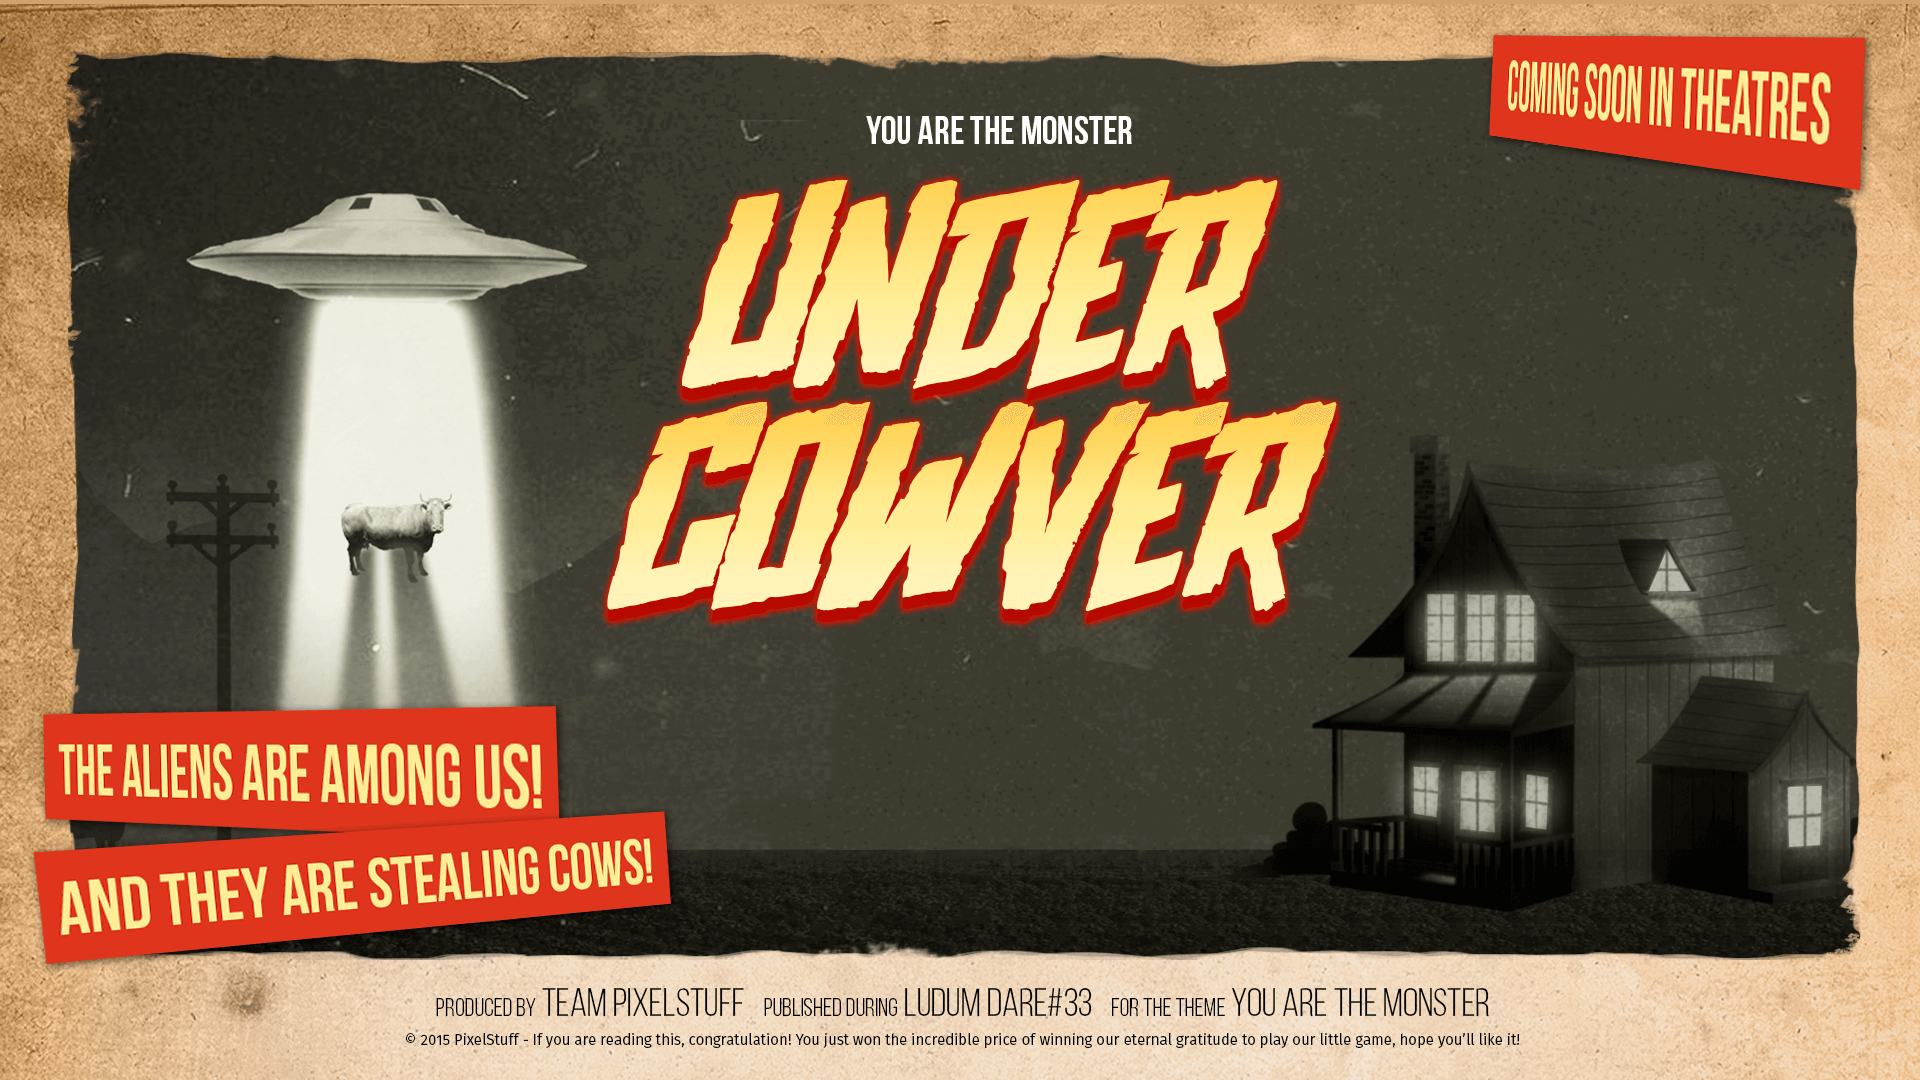 COMING SOON IN THEATRES
YOU ARE THE MONSTER
UNDER
COWVER
THE ALIENS ARE AMONG US!
AND THEY ARE STEALING COWS!
PRODUCED BY TEAM PIXELSTUFF PUBLISHED DURING LUDUM DARE#33 FOR THE THEME YOU ARE THE MONSTER
© 2015 PixelStuff - If you are reading this, congratulation! You just won the incredible price of winning our eternal gratitude to play our little game, hope you'll like it!